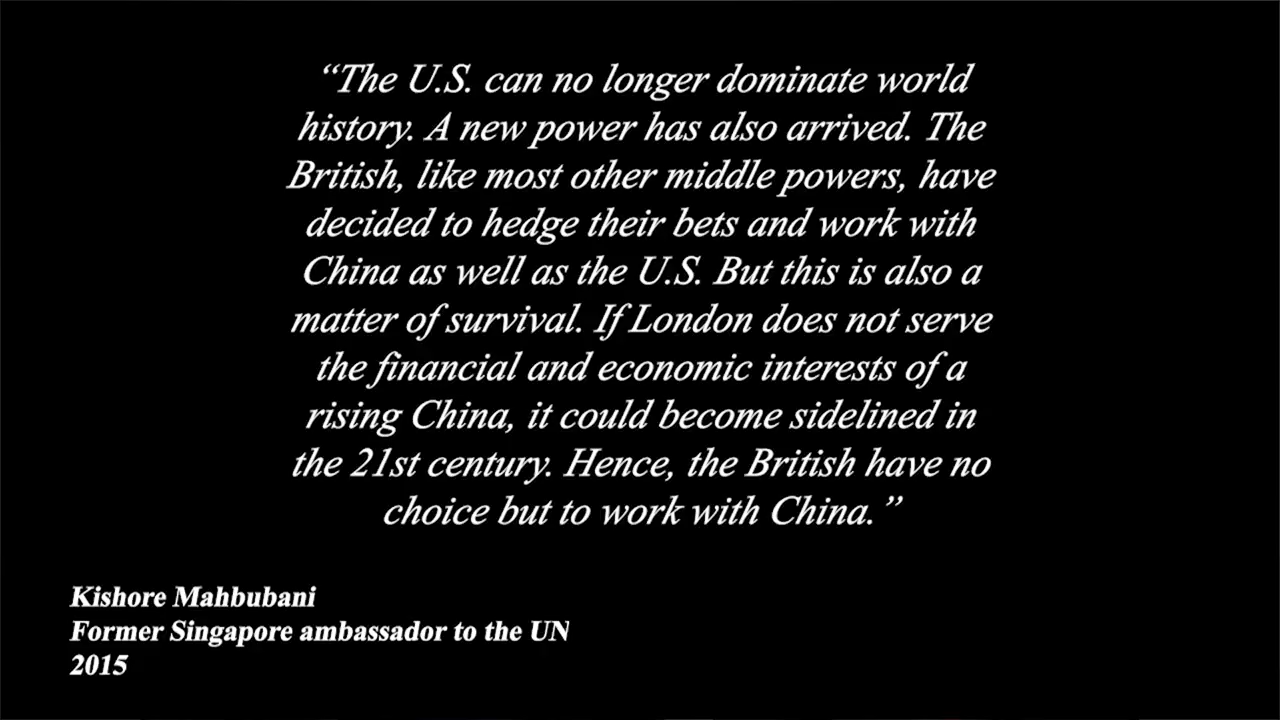 “The U.S. can no longer dominate world
history. A new power has also arrived. The
British, like most other middle powers, have
decided to hedge their bets and work with
China as well as the U.S. But this is also a
matter of survival. If London does not serve
the financial and economic interests of a
rising China, it could become sidelined in
the 21st century. Hence, the British have no
choice but to work with China.”
Kishore Mahbubani
Former Singapore ambassador to the UN
2015